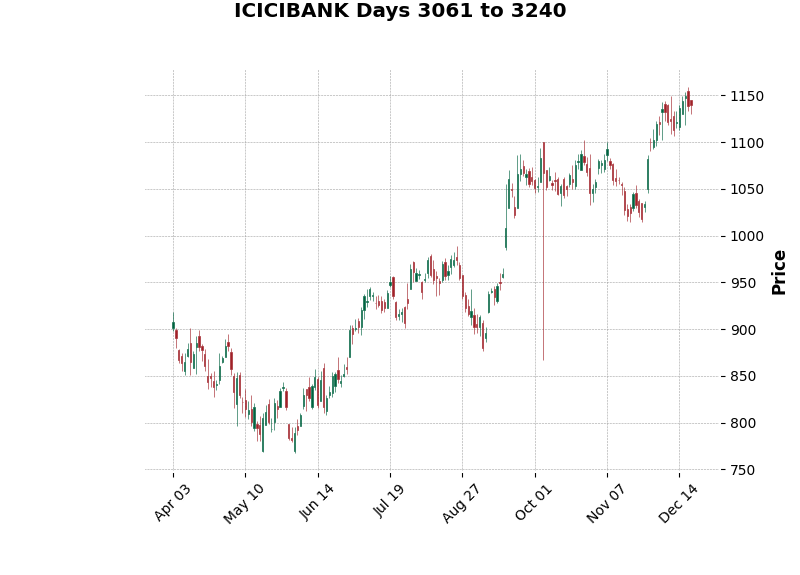 ICICIBANK Days 3061 to 3240
1150
1100
1050
1000
950
900
850
800
750
Price
Apr 03
May 10
Jun 14
Jul 19
Aug 27
Oct 01
Nov 07
Dec 14